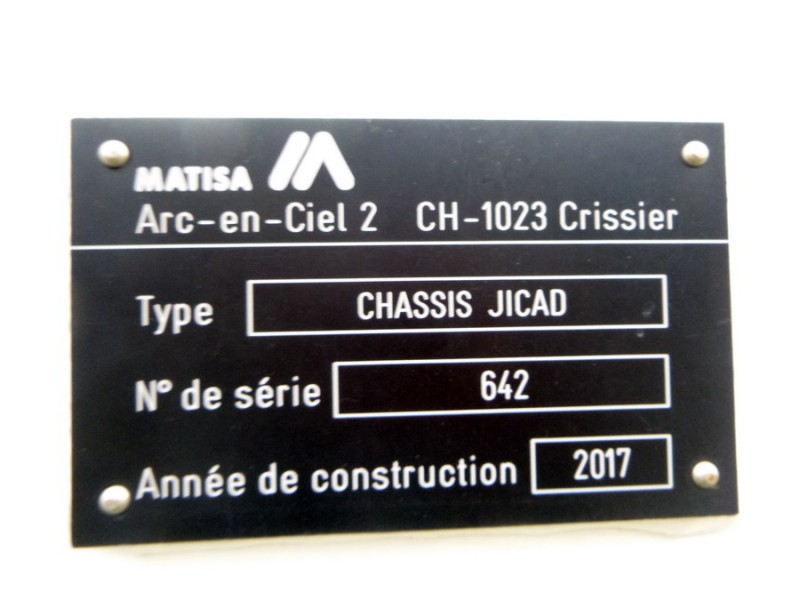 MATISA
Arc-en-Ciel 2 CH-1023 Crissier
Type CHASSIS JICAD
N° de série 642
Année de construction 2017